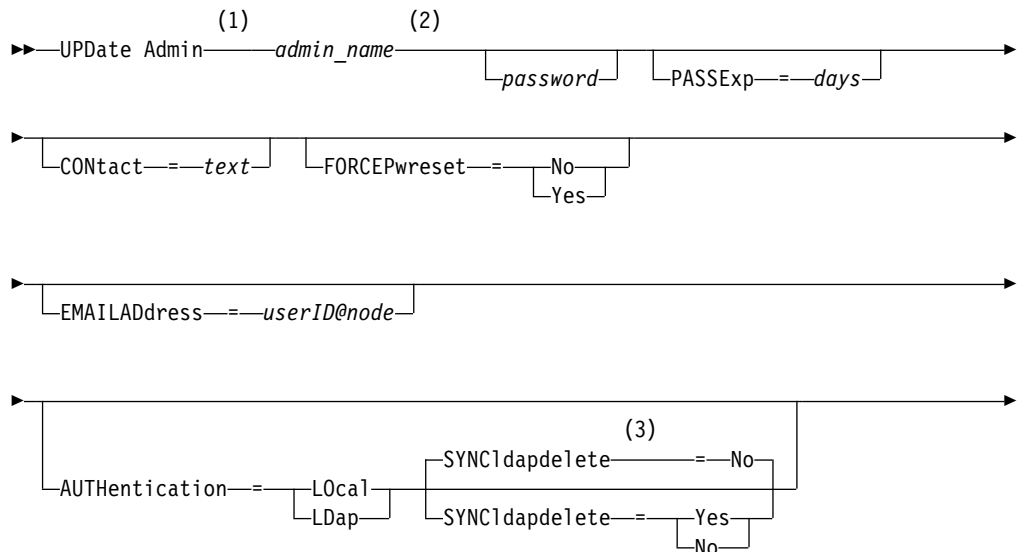 (1) (2)
UPDate Admin admin_name
password PASSExp = days
CONtact = text FORCEPwreset = No
Yes
EMAILADdress = userID@node
(3)
SYNCldapdelete = No
AUTHentication = LOcal
LDap SYNCldapdelete = Yes
No